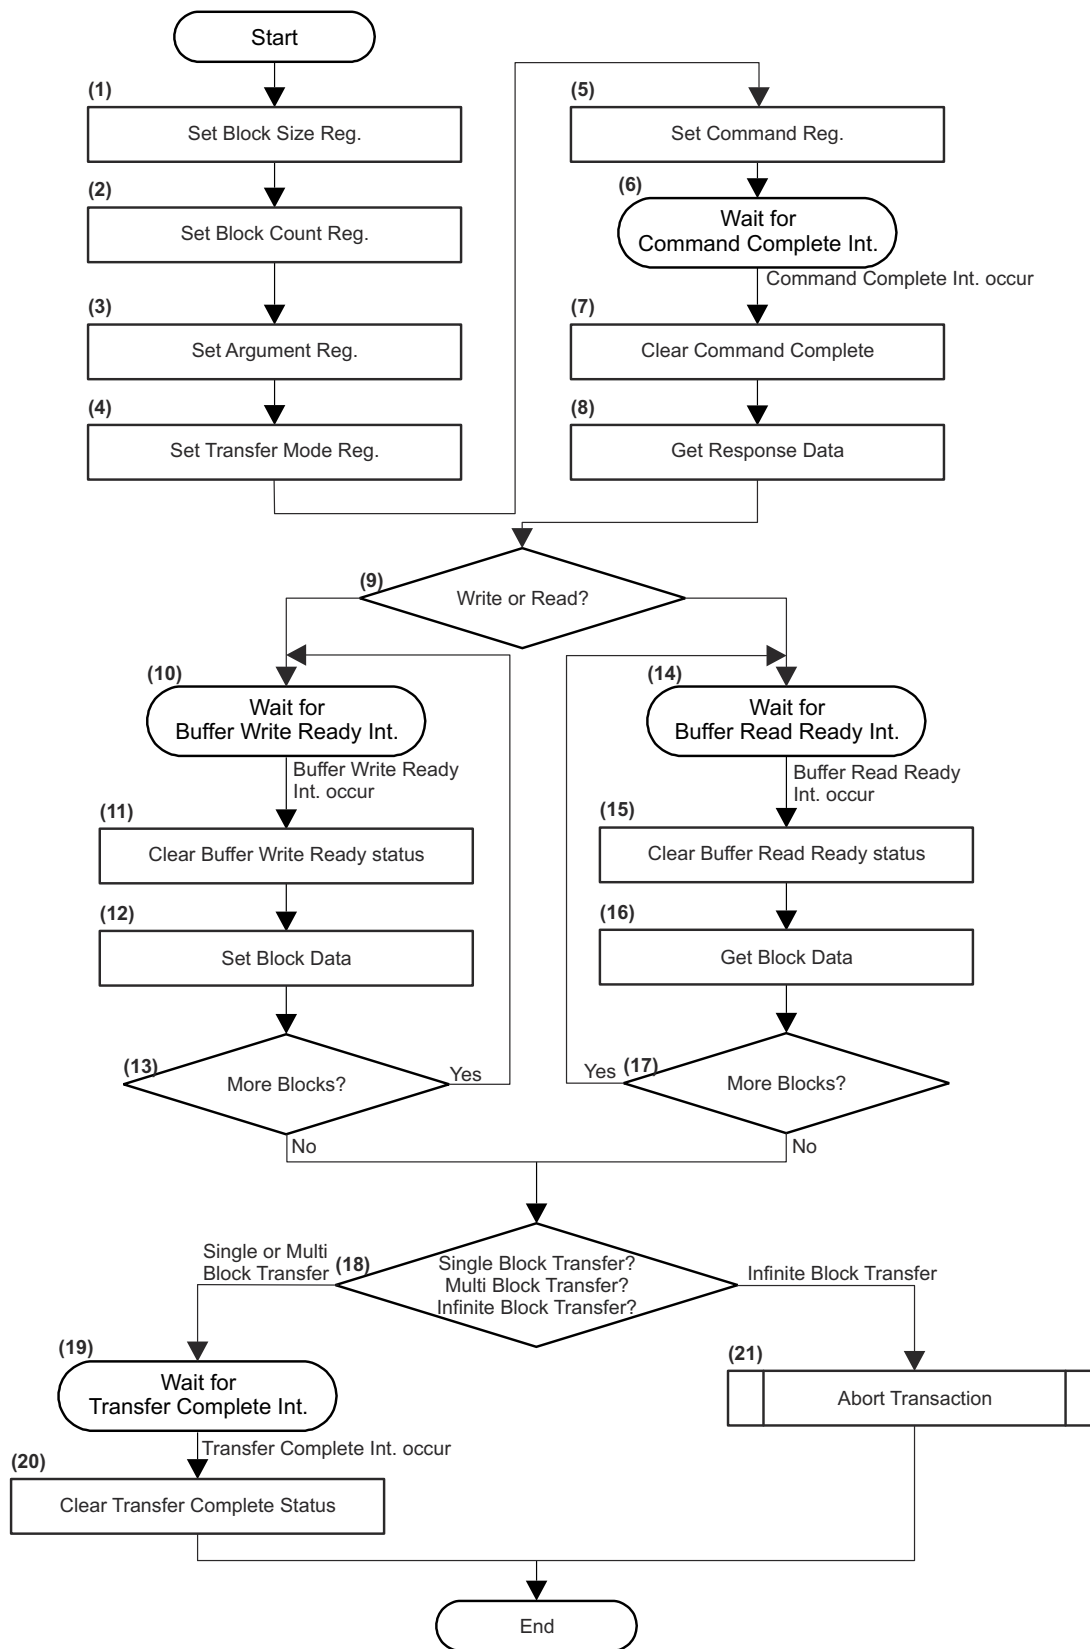 Start
(1)
Set Block Size Reg.
(2)
Set Block Count Reg.
(3)
Set Argument Reg.
(4)
Set Transfer Mode Reg.
(5)
Set Command Reg.
(6)
Wait for
Command Complete Int.
Command Complete Int. occur
(7)
Clear Command Complete
(8)
Get Response Data
(9)
Write or Read?
(10)
Wait for
Buffer Write Ready Int.
Buffer Write Ready
Int. occur
(11)
Clear Buffer Write Ready status
(12)
Set Block Data
(13)
More Blocks?
Yes
No
(14)
Wait for
Buffer Read Ready Int.
Buffer Read Ready
Int. occur
(15)
Clear Buffer Read Ready status
(16)
Get Block Data
(17)
More Blocks?
Yes
No
(18)
Single Block Transfer?
Multi Block Transfer?
Infinite Block Transfer?
Single or Multi
Block Transfer
Infinite Block Transfer
(19)
Wait for
Transfer Complete Int.
Transfer Complete Int. occur
(20)
Clear Transfer Complete Status
(21)
Abort Transaction
End